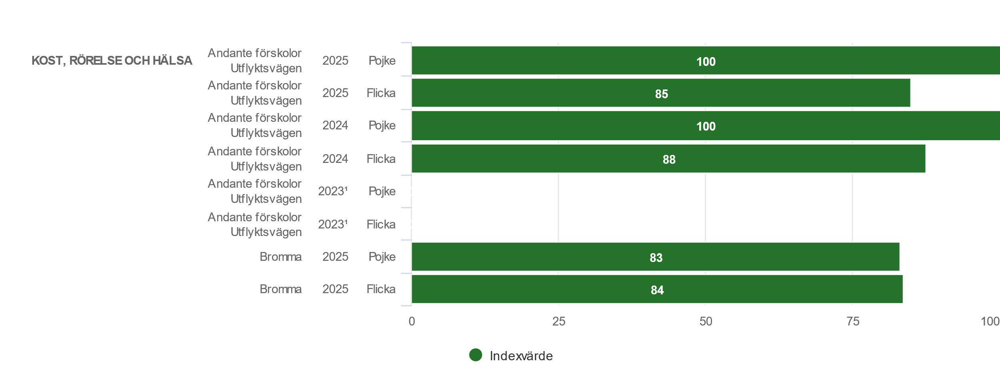 KOST, RÖRELSE OCH HÄLSA
Andante förskolor
Utflyktsvägen
2025 Pojke 100
Andante förskolor
Utflyktsvägen
2025 Flicka 85
Andante förskolor
Utflyktsvägen
2024 Pojke 100
Andante förskolor
Utflyktsvägen
2024 Flicka 88
Andante förskolor
Utflyktsvägen
2023¹ Pojke
Andante förskolor
Utflyktsvägen
2023¹ Flicka
Bromma 2025 Pojke 83
Bromma 2025 Flicka 84
0 25 50 75 100
Indexvärde